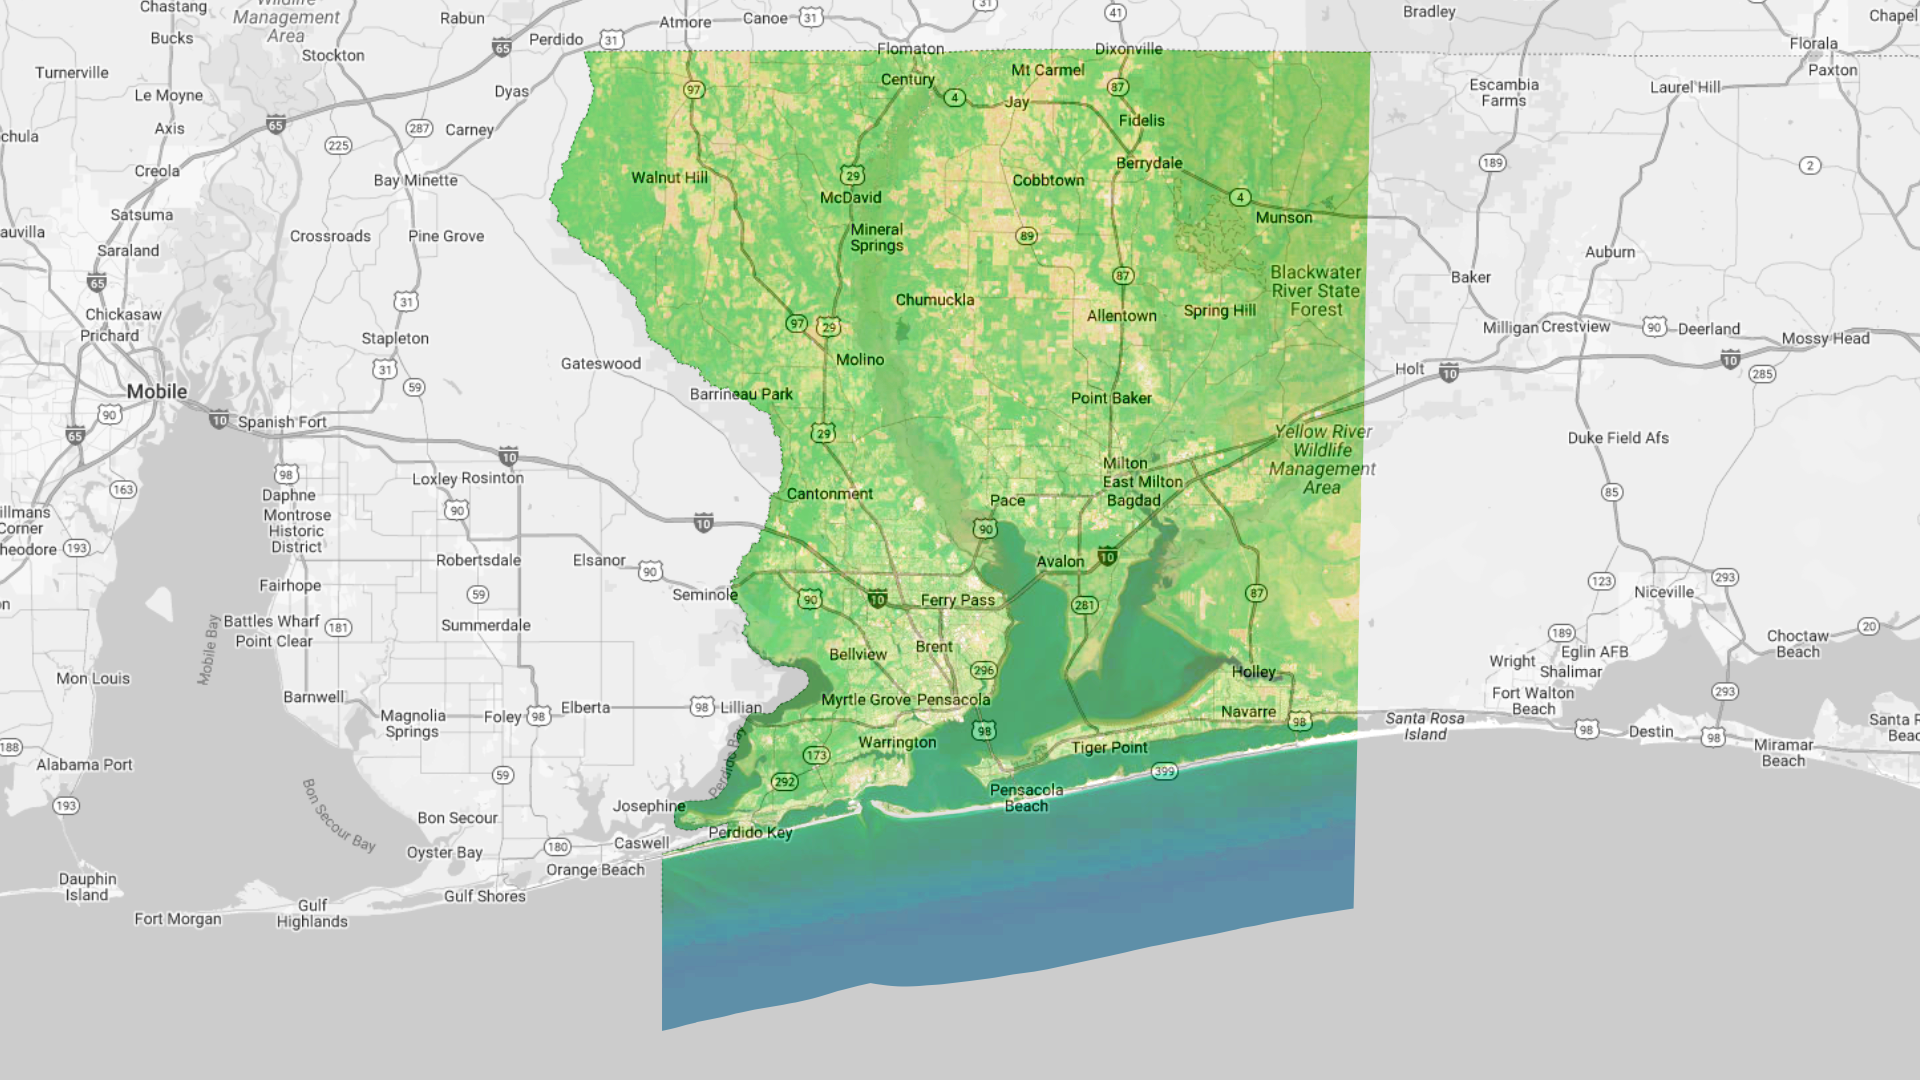 Chastang
Wildlife
Management
Area
Rabun
Atmore
Canoe
31
31
41
Bradley
Chapel
Bucks
Stockton
65
Perdido
31
Flomaton
Dixonville
Florala
Turnerville
Dyas
97
Century
4
Mt Carmel
87
Escambia
Farms
Laurel Hill
Paxton
Le Moyne
Jay
chula
Axis
65
287
Carney
Fidelis
225
Creola
Bay Minette
Walnut Hill
29
McDavid
Cobbtown
Berrydale
189
2
4
Munson
Satsuma
auvilla
Crossroads
Pine Grove
Mineral
Springs
89
Saraland
65
31
87
Blackwater
River State
Forest
Baker
Auburn
Chickasaw
Prichard
Stapleton
97
29
Chumuckla
Allentown
Spring Hill
Milligan
Crestview
90
Deerland
Mossy Head
31
59
Gateswood
Molino
Holt
10
10
285
Mobile
90
10
Spanish Fort
Barrineau Park
Point Baker
65
10
29
Yellow River
Wildlife
Management
Area
Duke Field Afs
98
Loxley
Rosinton
Milton
East Milton
Bagdad
163
Daphne
Montrose
Historic
District
90
Cantonment
Pace
85
illmans
Corner
heodore
193
10
90
Robertsdale
Elsanor
90
Avalon
10
123
293
Fairhope
59
Seminole
90
10
Ferry Pass
281
87
Niceville
n
Battles Wharf
Point Clear
181
Summerdale
Mobile Bay
Bellview
Brent
296
189
Eglin AFB
Choctaw
Beach
20
Wright
Shalimar
Mon Louis
Barnwell
Holley
Fort Walton
Beach
293
Magnolia
Springs
Foley
98
Elberta
98
Lillian
Myrtle Grove
Pensacola
Navarre
98
Santa Rosa
Island
98
Destin
98
Santa R
Beac
188
Alabama Port
Perdido Bay
Warrington
98
Tiger Point
Miramar
Beach
173
59
292
399
193
Bon Secour Bay
Josephine
Pensacola
Beach
Bon Secour
Perdido Key
Oyster Bay
180
Caswell
Orange Beach
Dauphin
Island
Fort Morgan
Gulf
Highlands
Gulf Shores